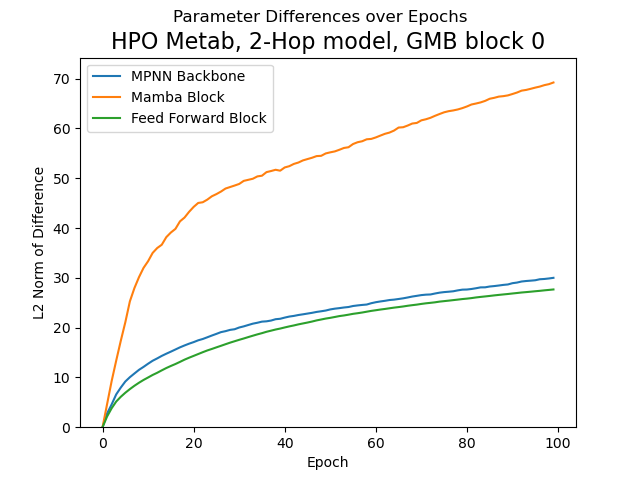 Parameter Differences over Epochs
HPO Metab, 2-Hop model, GMB block 0
MPNN Backbone
Mamba Block
Feed Forward Block
L2 Norm of Difference
70
60
50
40
30
20
10
0
0 20 40 60 80 100
Epoch